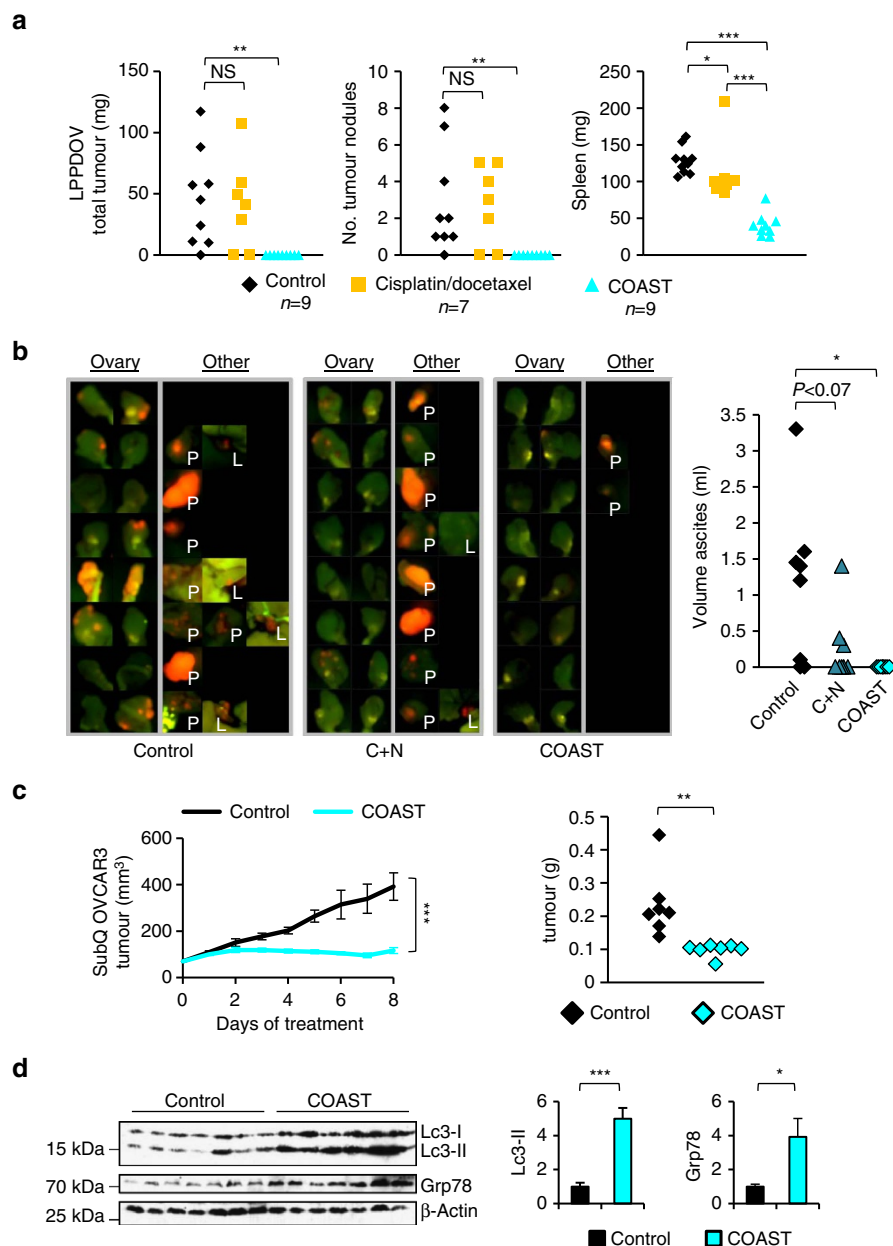 a
**
NS
150
100
50
0
LPPDOV
total tumour (mg)
**
NS
10
8
6
4
2
0
No. tumour nodules
***
*
***
250
200
150
100
50
0
Spleen (mg)
Control
n=9
Cisplatin/docetaxel
n=7
COAST
n=9
b
Ovary Other Ovary Other Ovary Other
P
P L P
P P P
P P L
P L P
P P L P
P P
P L P L
Control C+N COAST
*
P<0.07
3.5
3
2.5
2
1.5
1
0.5
0
Volume ascites (ml)
Control
C+N
COAST
c
Control COAST
600
400
200
0
SubQ OVCAR3
tumour (mm³)
***
0 2 4 6 8
Days of treatment
**
0.5
0.4
0.3
0.2
0.1
0
tumour (g)
Control COAST
d
Control COAST
15 kDa
Lc3-I
Lc3-II
70 kDa
Grp78
25 kDa
β-Actin
***
6
4
2
0
Lc3-II
*
6
4
2
0
Grp78
Control COAST